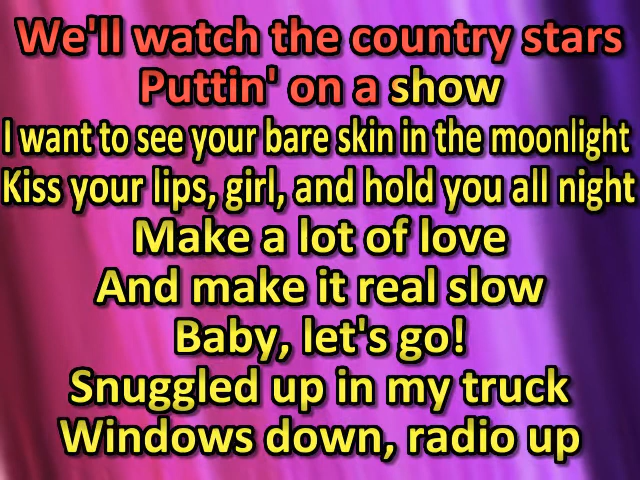 We'll watch the country stars
Puttin' on a show
I want to see your bare skin in the moonlight
Kiss your lips, girl, and hold you all night
Make a lot of love
And make it real slow
Baby, let's go!
Snuggled up in my truck
Windows down, radio up